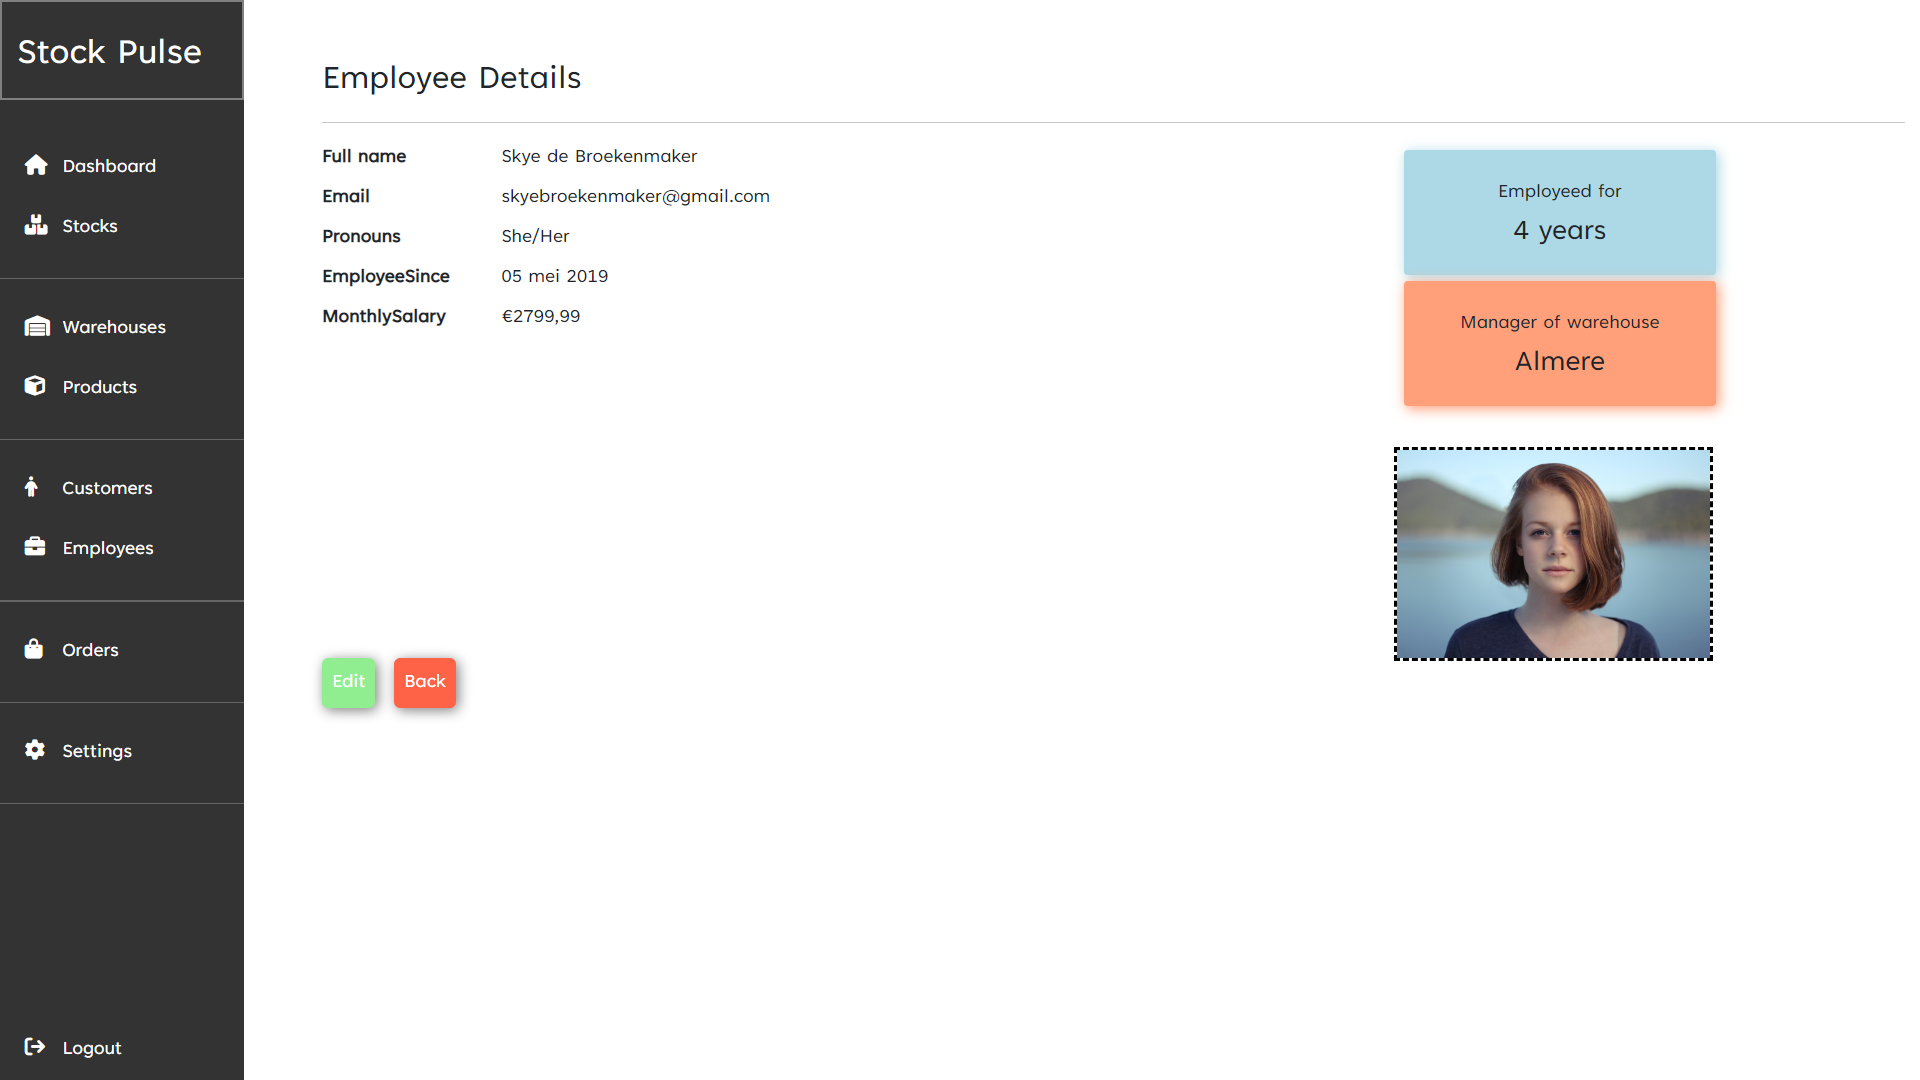 Stock Pulse
Dashboard
Stocks
Warehouses
Products
Customers
Employees
Orders
Settings
Logout
Employee Details
Full name Skye de Broekenmaker
Email skyebroekenmaker@gmail.com
Pronouns She/Her
EmployeeSince 05 mei 2019
MonthlySalary €2799,99
Edit Back
Employeed for
4 years
Manager of warehouse
Almere